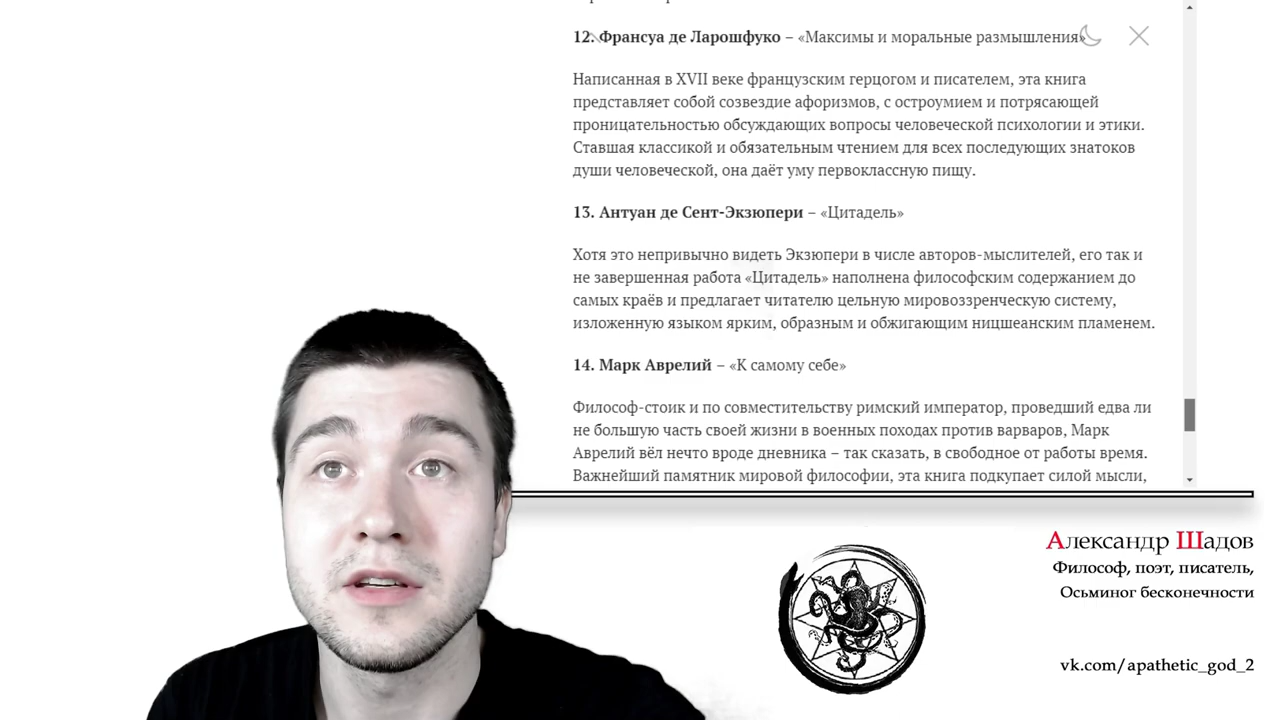 12. Франсуа де Ларошфуко – «Максимы и моральные размышления»
Написанная в XVII веке французским герцогом и писателем, эта книга
представляет собой созвездие афоризмов, с остроумием и потрясающей
проницательностью обсуждающих вопросы человеческой психологии и этики.
Ставшая классикой и обязательным чтением для всех последующих знатоков
души человеческой, она даёт уму первоклассную пищу.
13. Антуан де Сент-Экзюпери – «Цитадель»
Хотя это непривычно видеть Экзюпери в числе авторов-мыслителей, его так и
не завершенная работа «Цитадель» наполнена философским содержанием до
самых краёв и предлагает читателю цельную мировоззренческую систему,
изложенную языком ярким, образным и обжигающим ницшеанским пламенем.
14. Марк Аврелий – «К самому себе»
Философ-стоик и по совместительству римский император, проведший едва ли
не большую часть своей жизни в военных походах против варваров, Марк
Аврелий вёл нечто вроде дневника – так сказать, в свободное от работы время.
Важнейший памятник мировой философии, эта книга подкупает силой мысли,
Александр Шадов
Философ, поэт, писатель,
Осьминог бесконечности
vk.com/apathetic_god_2